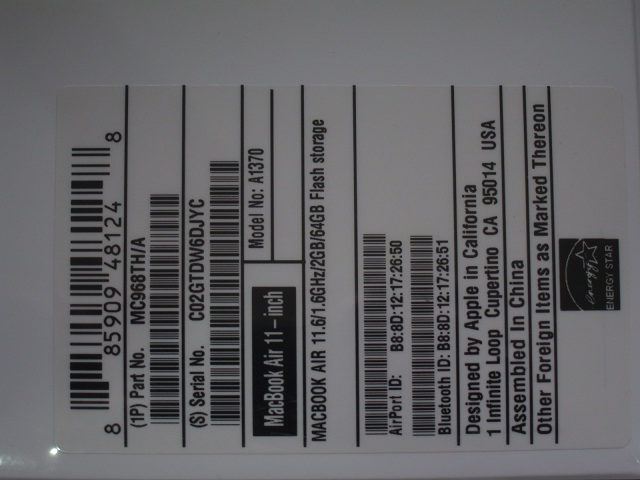 8 85909 48124 8
(1P) Part No. MC968TH/A
(S) Serial No. C02GTDW6DJYC
MacBook Air 11-inch
Model No: A1370
MACBOOK AIR 11.6/1.6GHz/2GB/64GB Flash storage
AirPort ID: B8:8D:12:17:26:50
Bluetooth ID: B8:8D:12:17:26:51
Designed by Apple in California
1 Infinite Loop Cupertino CA 95014 USA
Assembled In China
Other Foreign Items as Marked Thereon
energy
ENERGY STAR